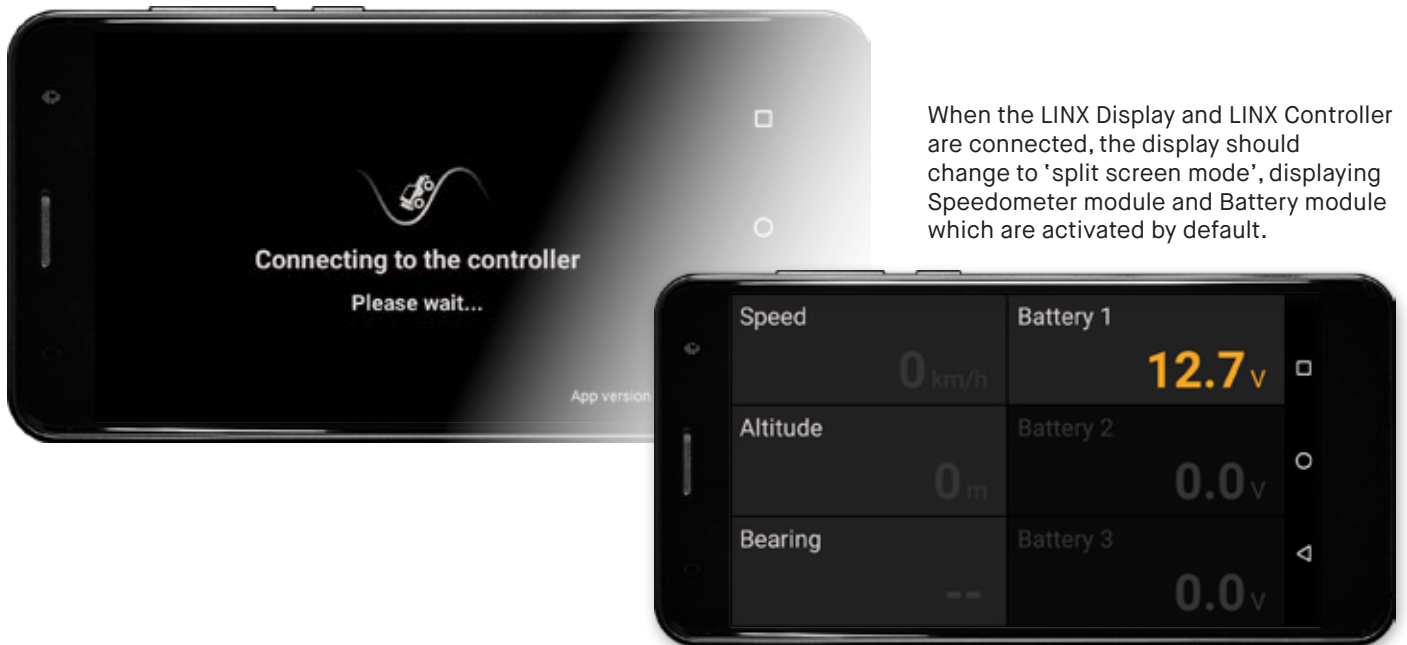 When the LINX Display and LINX Controller
are connected, the display should
change to ‘split screen mode’, displaying
Speedometer module and Battery module
which are activated by default.
Connecting to the controller
Please wait...
App version
Speed
0 km/h
Battery 1
12.7 V
Altitude
0 m
Battery 2
0.0 V
Bearing
--
Battery 3
0.0 V